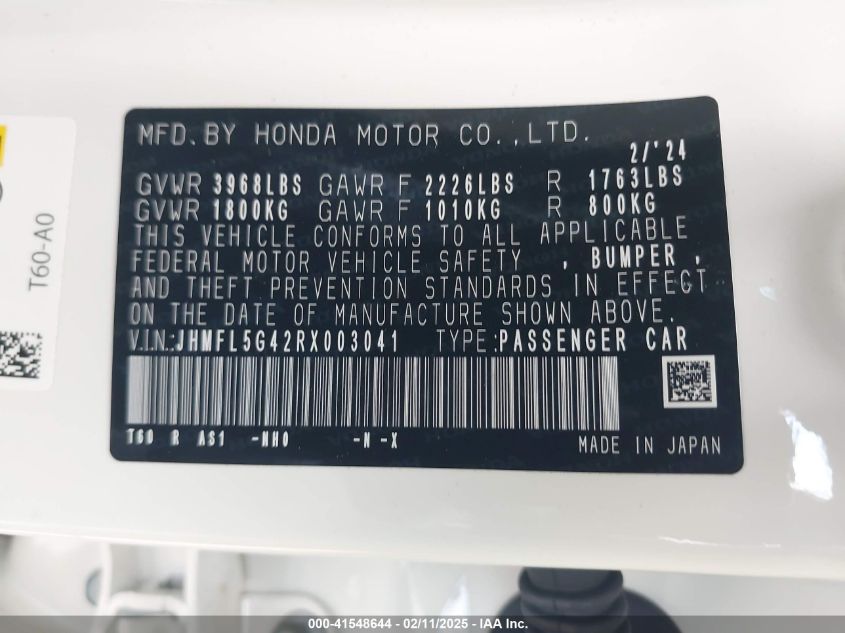 MFD. BY HONDA MOTOR CO., LTD.
2/'24
GVWR 3968LBS GAWR F 2226LBS R 1763LBS
GVWR 1800KG GAWR F 1010KG R 800KG
THIS VEHICLE CONFORMS TO ALL APPLICABLE
FEDERAL MOTOR VEHICLE SAFETY , BUMPER ,
AND THEFT PREVENTION STANDARDS IN EFFECT
ON THE DATE OF MANUFACTURE SHOWN ABOVE.
V.I.N.:JHMFL5G42RX003041 TYPE:PASSENGER CAR
T60 R AS1 -NH0 -N -X
MADE IN JAPAN
T60-A0
000-41548644 / 02/11/2025 - IAA Inc.